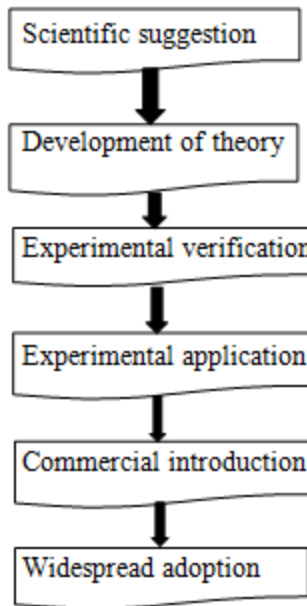 Scientific suggestion
Development of theory
Experimental verification
Experimental application
Commercial introduction
Widespread adoption